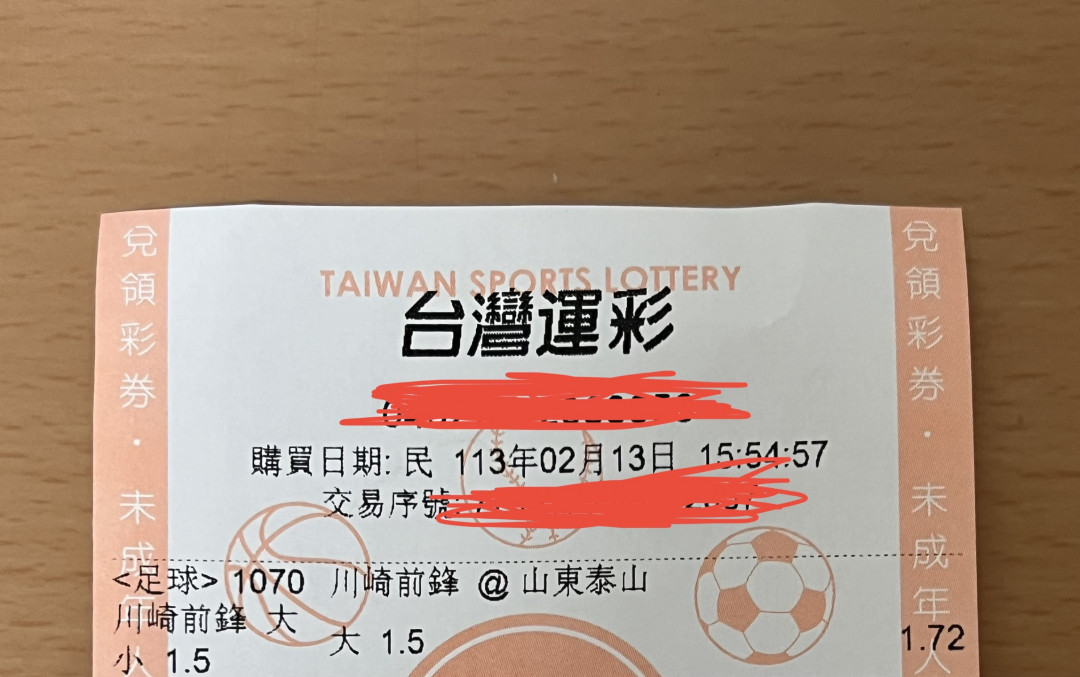 TAIWAN SPORTS LOTTERY
台灣運彩
購買日期: 民 113年02月13日 15:54:57
交易序號:
<足球> 1070 川崎前鋒 @ 山東泰山
川崎前鋒 大
小 1.5
大 1.5
1.72
兌領彩券・未成年人
兌領彩券・未成年人